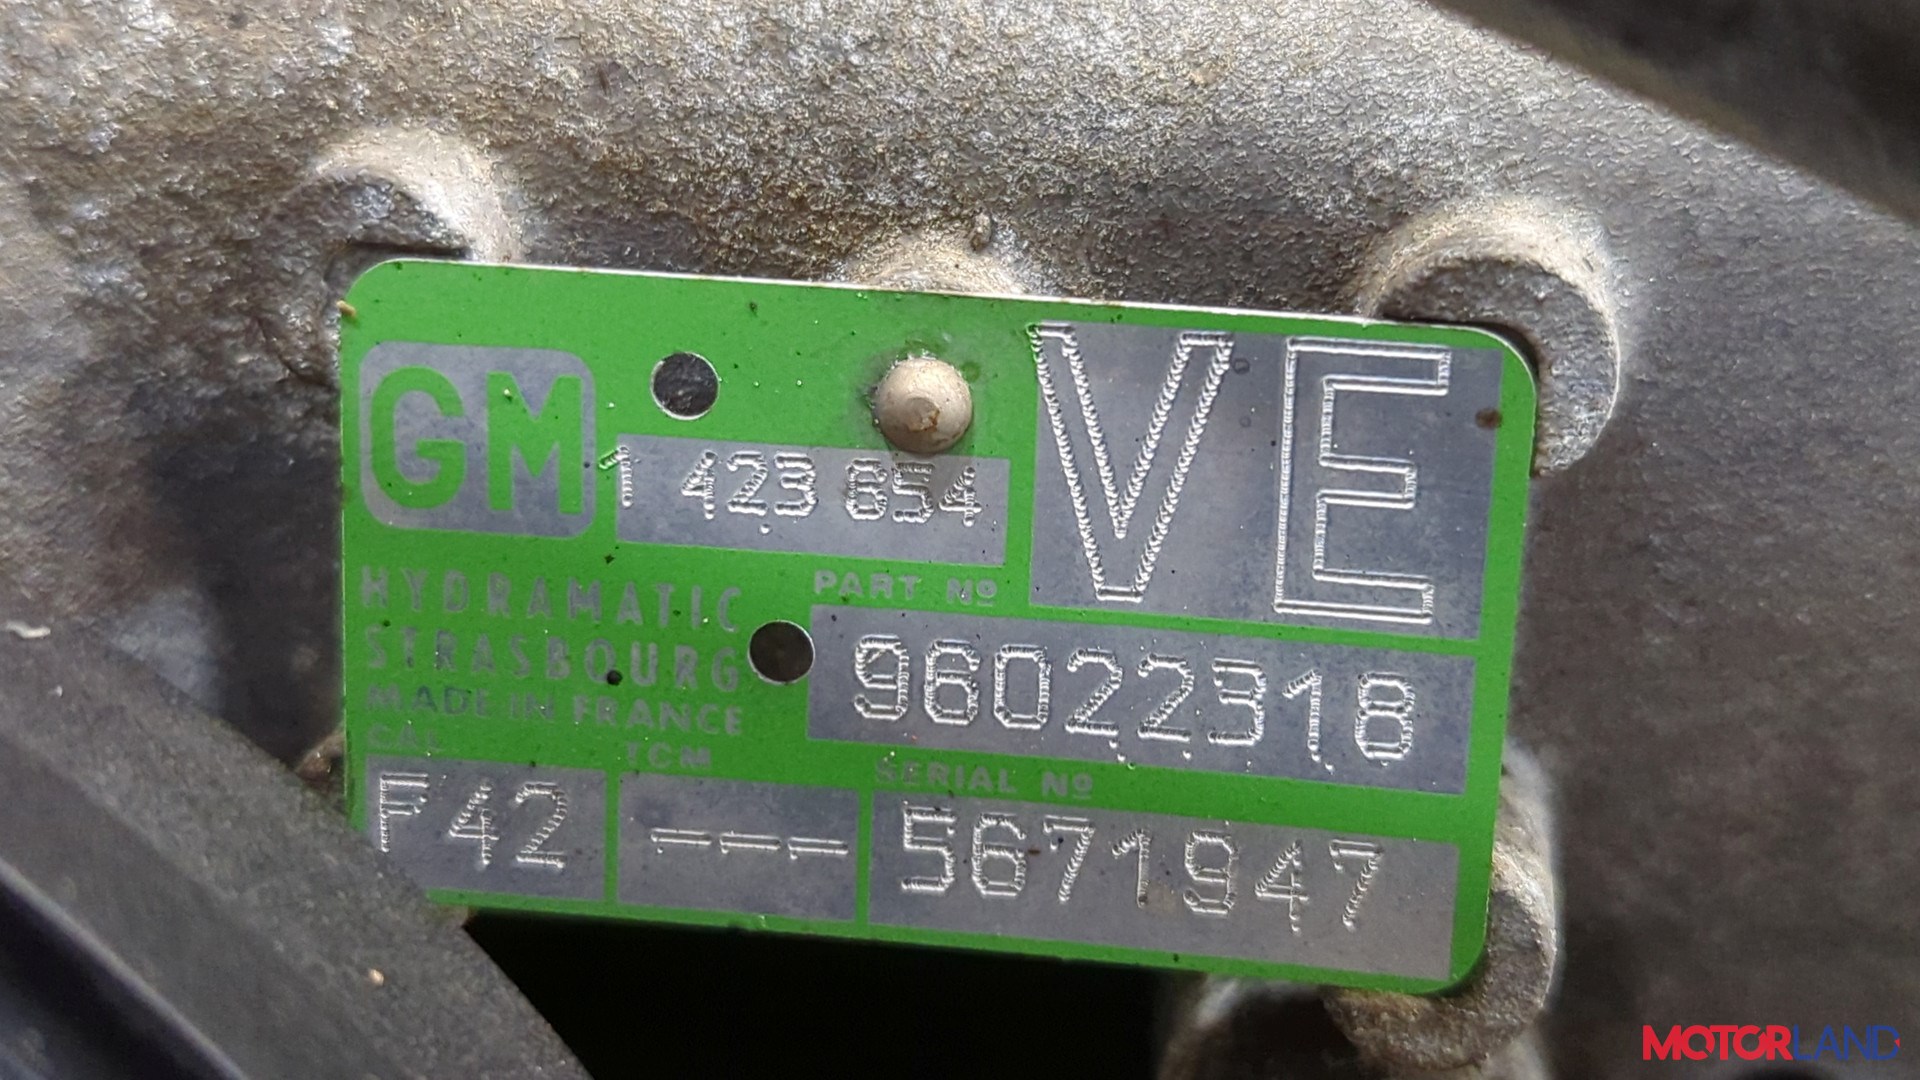 GM
1 423 854
VE
HYDRAMATIC
STRASBOURG
MADE IN FRANCE
PART Nº
96022318
CAL
TCM
SERIAL Nº
F42
---
5671947
MOTORLAND